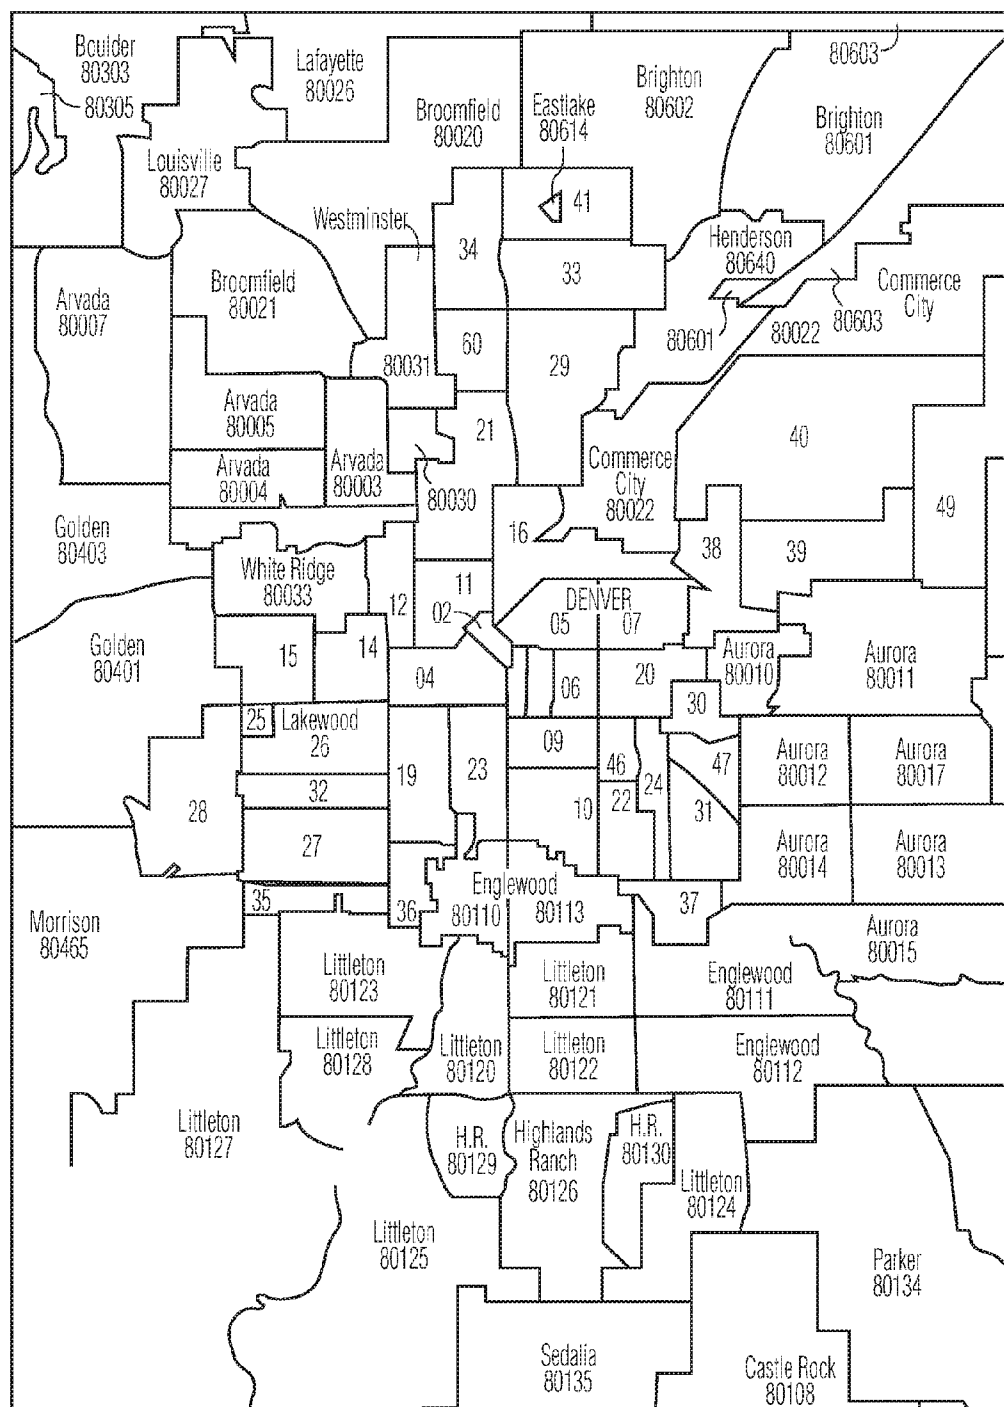 Boulder
80303
80305
Lafayette
80026
Broomfield
80020
Eastlake
80614
Brighton
80602
80603
Brighton
80601
Louisville
80027
Westminster
34
41
33
Henderson
80640
80601
80022
80603
Commerce
City
Arvada
80007
Broomfield
80021
80031
60
29
Arvada
80005
21
40
Arvada
80004
Arvada
80003
80030
Commerce
City
80022
49
Golden
80403
16
38
39
White Ridge
80033
12
11
02
DENVER
05
07
Golden
80401
15
14
04
06
20
Aurora
80010
Aurora
80011
30
25
Lakewood
26
19
23
09
46
24
47
Aurora
80012
Aurora
80017
32
28
10
22
31
27
Aurora
80014
Aurora
80013
35
36
Englewood
80110
80113
37
Morrison
80465
Aurora
80015
Littleton
80123
Littleton
80121
Englewood
80111
Littleton
80128
Littleton
80120
Littleton
80122
Englewood
80112
Littleton
80127
H.R.
80129
Highlands
Ranch
80126
H.R.
80130
Littleton
80124
Littleton
80125
Parker
80134
Sedalia
80135
Castle Rock
80108